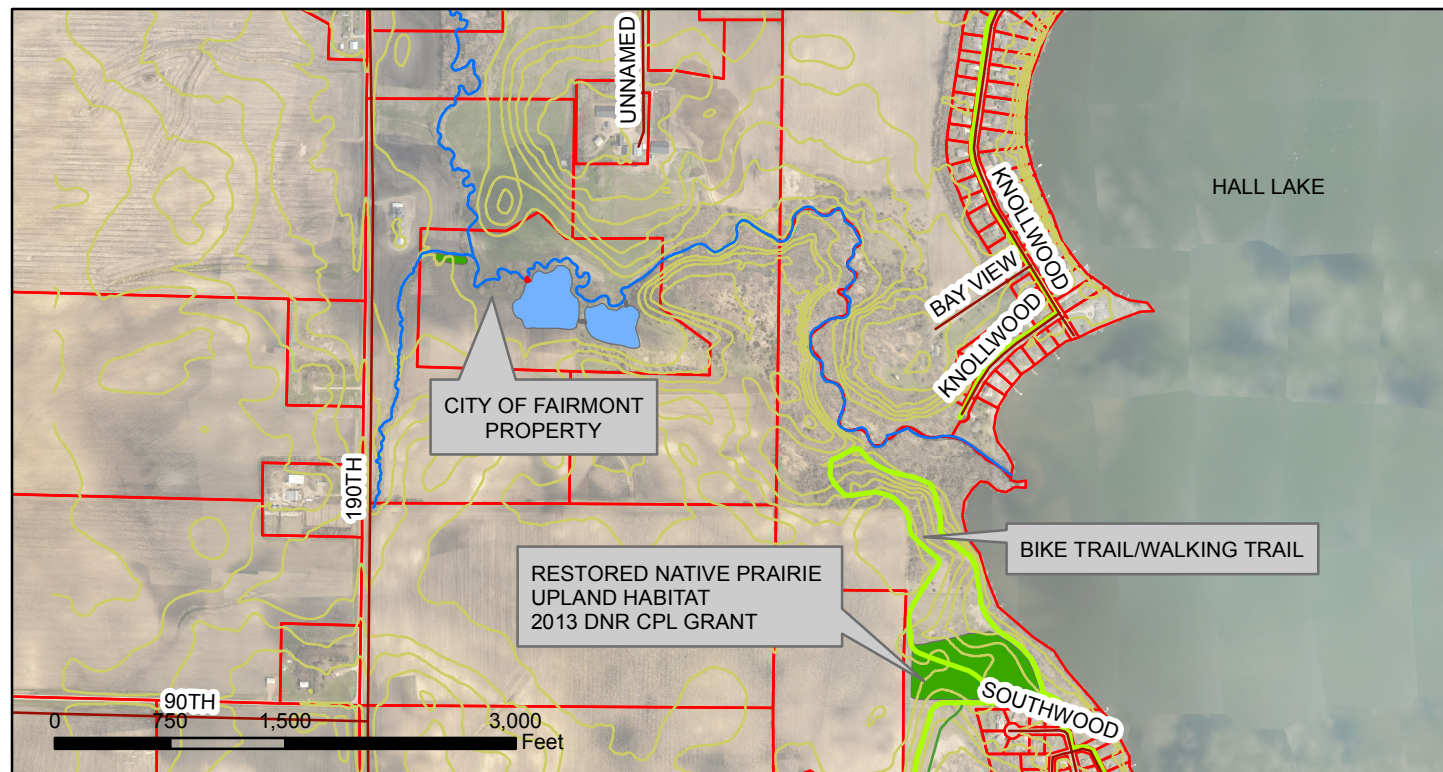 UNNAMED
HALL LAKE
KNOLLWOOD
BAY VIEW
KNOLLWOOD
CITY OF FAIRMONT
PROPERTY
190TH
BIKE TRAIL/WALKING TRAIL
RESTORED NATIVE PRAIRIE
UPLAND HABITAT
2013 DNR CPL GRANT
SOUTHWOOD
90TH
0 750 1,500 3,000
Feet